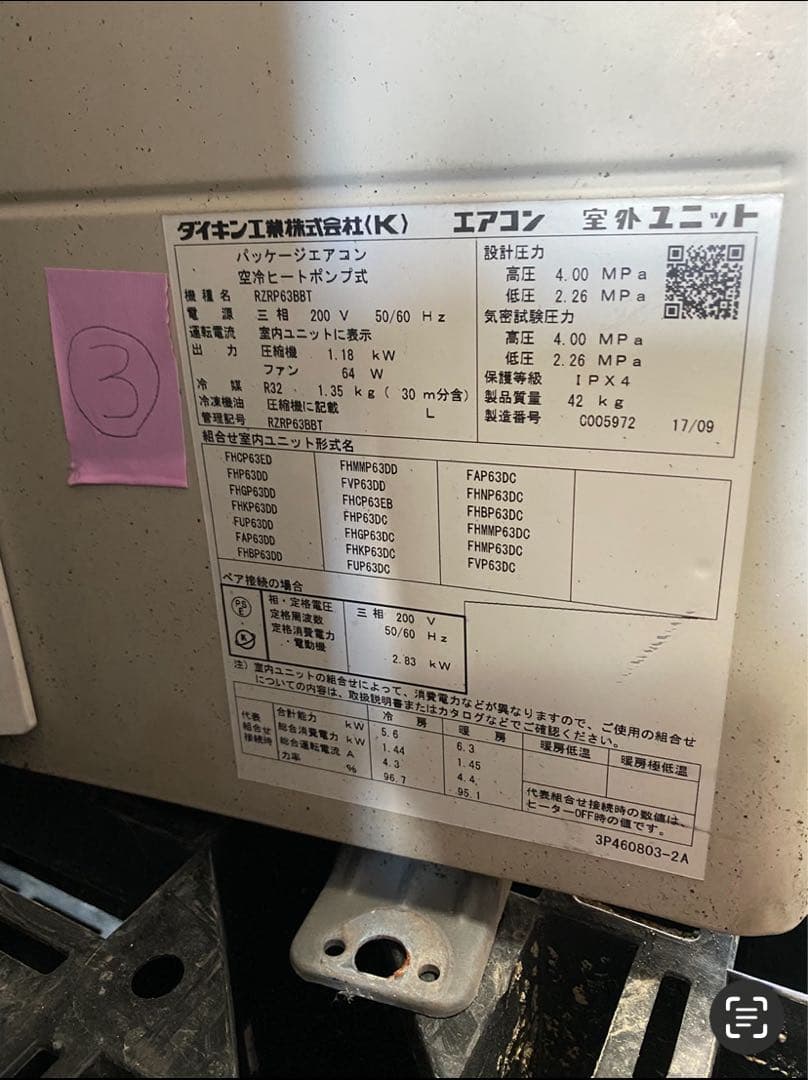 ③
ダイキン工業株式会社(K) エアコン 室外ユニット
パッケージエアコン
空冷ヒートポンプ式
機種名 RZRP63BBT
電源 三相 200 V 50/60 Hz
運転電流 室内ユニットに表示
出力 圧縮機 1.18 kW
ファン 64 W
冷媒 R32 1.35 kg ( 30 m分含)
冷凍機油 圧縮機に記載 L
管理記号 RZRP63BBT
設計圧力
高圧 4.00 MPa
低圧 2.26 MPa
気密試験圧力
高圧 4.00 MPa
低圧 2.26 MPa
保護等級 IPX4
製品質量 42 kg
製造番号 C005972 17/09
組合せ室内ユニット形式名
FHCP63ED FHMMP63DD FAP63DC
FHP63DD FVP63DD FHNP63DC
FHGP63DD FHCP63EB FHBP63DC
FHKP63DD FHP63DC FHMMP63DC
FUP63DD FHGP63DC FHMP63DC
FAP63DD FHKP63DC FVP63DC
FHBP63DD FUP63DC
ペア接続の場合
PSE
相・定格電圧 三相 200 V
定格周波数 50/60 Hz
定格消費電力
・電動機 2.83 kW
注) 室内ユニットの組合せによって、消費電力などが異なりますので、ご使用の組合せ
についての内容は、取扱説明書またはカタログなどでご確認ください。
代表組合せ接続時 冷房 暖房 暖房低温 暖房極低温
合計能力 kW 5.6 6.3
総合消費電力 kW 1.44 1.45
総合運転電流 A 4.3 4.4
力率 % 96.7 95.1
代表組合せ接続時の数値は、
ヒーターOFF時の値です。
3P460803-2A